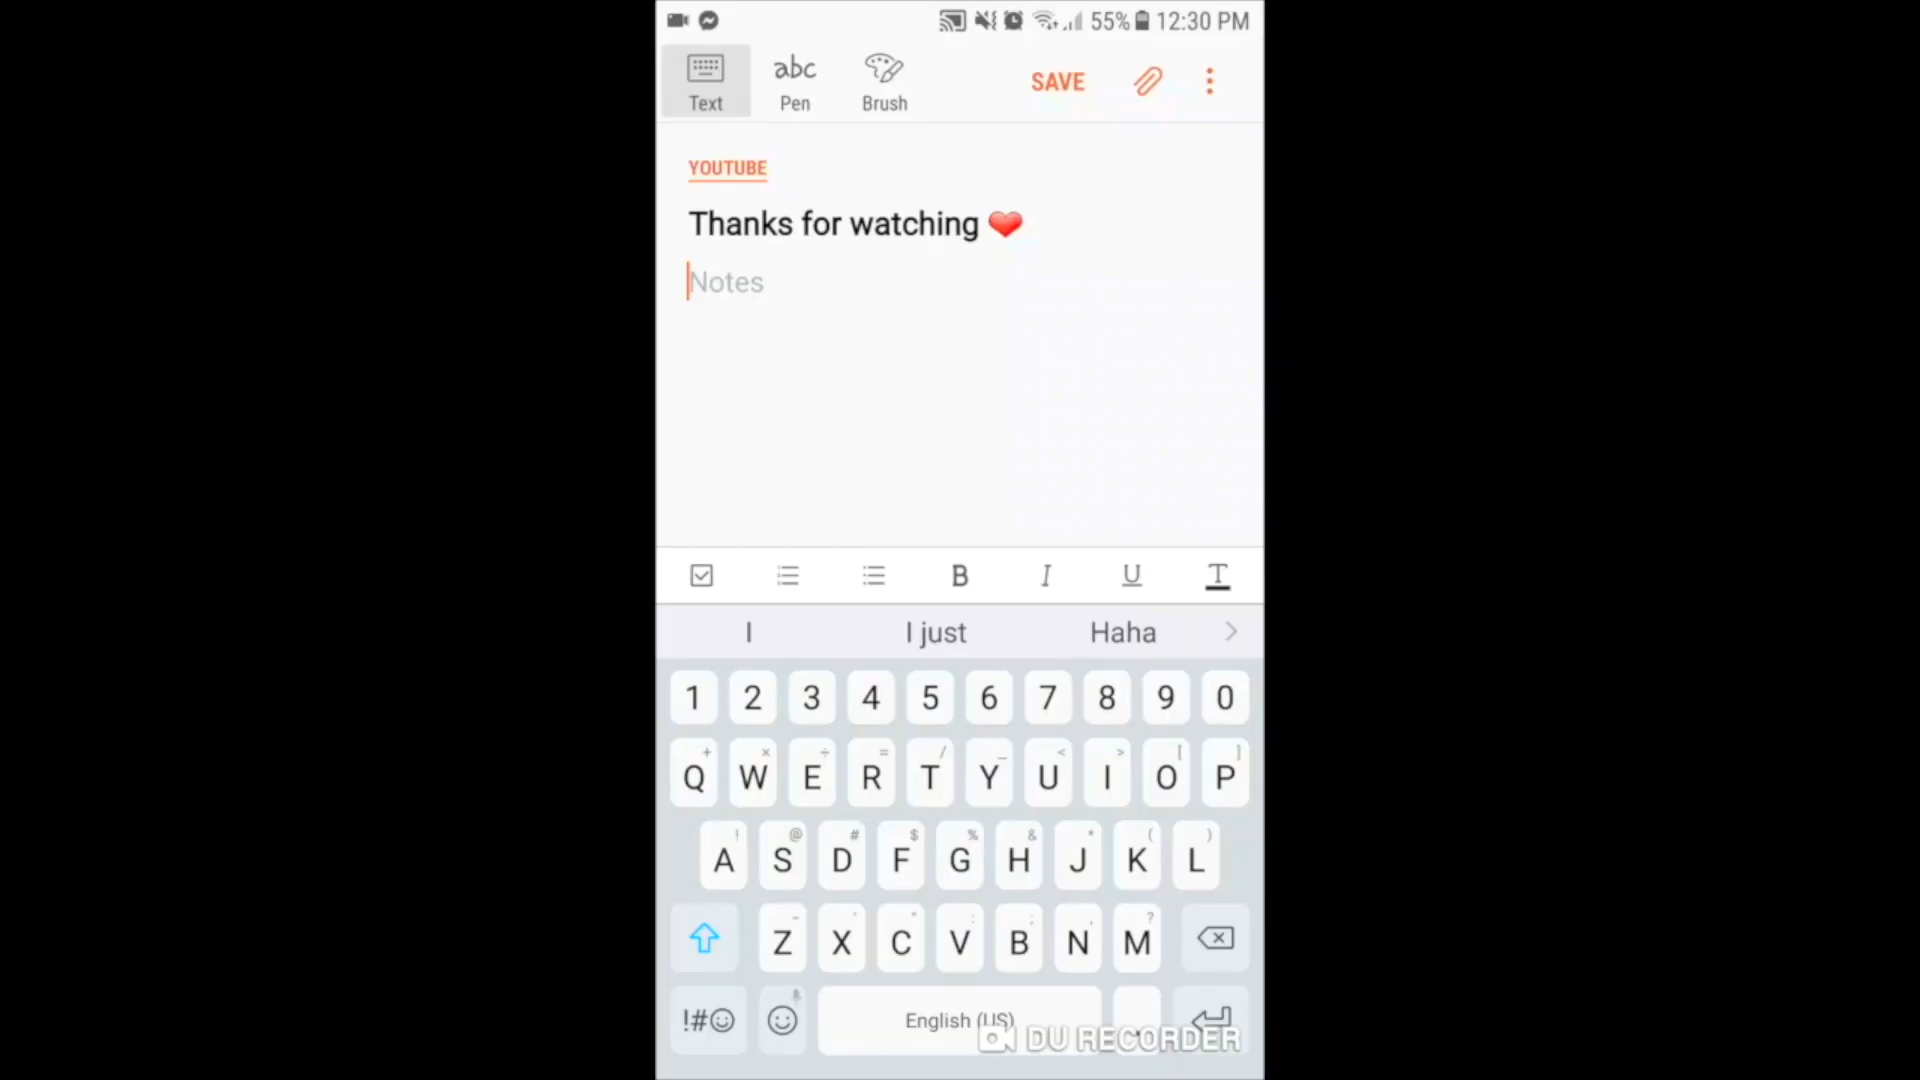 55% 12:30 PM
Text
abc
Pen
Brush
SAVE
YOUTUBE
Thanks for watching ❤
Notes
B I U T
I I just Haha
1 2 3 4 5 6 7 8 9 0
+ × ÷ = / _ < > [ ]
Q W E R T Y U I O P
! @ # $ % & * ( )
A S D F G H J K L
- ' " : ; , ?
Z X C V B N M
!#☺ English (US) .
DU RECORDER